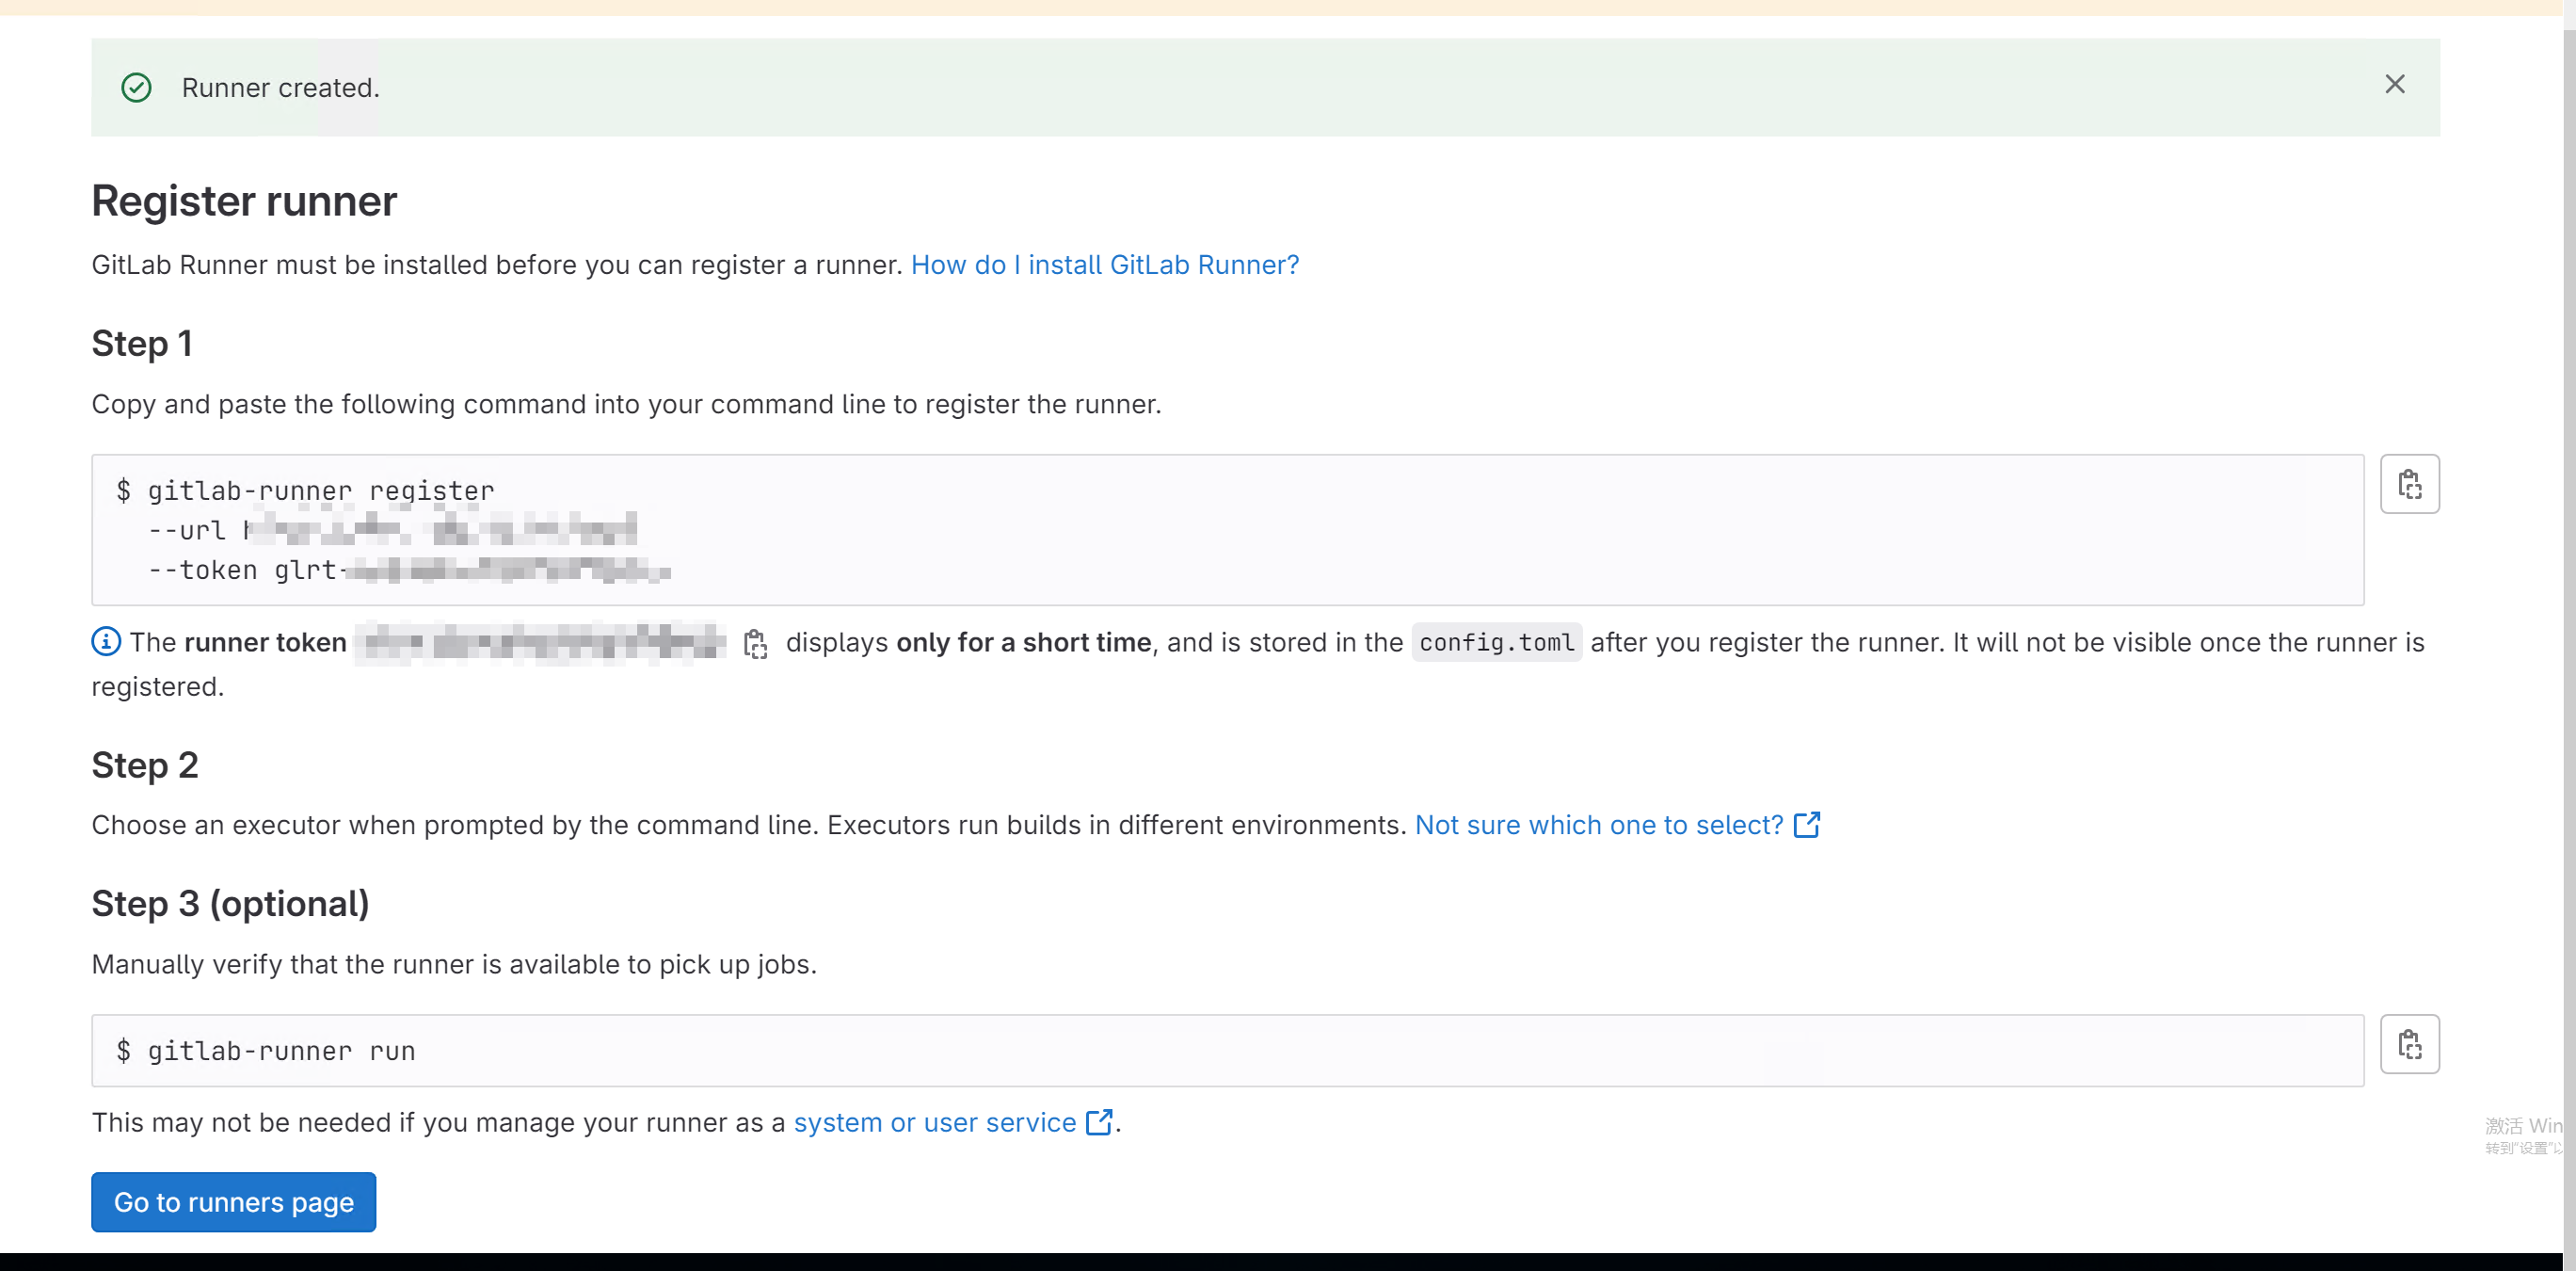 Runner created.
Register runner
GitLab Runner must be installed before you can register a runner. How do I install GitLab Runner?
Step 1
Copy and paste the following command into your command line to register the runner.
$ gitlab-runner register
--url
--token glrt-
The runner token displays only for a short time, and is stored in the config.toml after you register the runner. It will not be visible once the runner is
registered.
Step 2
Choose an executor when prompted by the command line. Executors run builds in different environments. Not sure which one to select?
Step 3 (optional)
Manually verify that the runner is available to pick up jobs.
$ gitlab-runner run
This may not be needed if you manage your runner as a system or user service.
激活 Win
转到"设置"以
Go to runners page